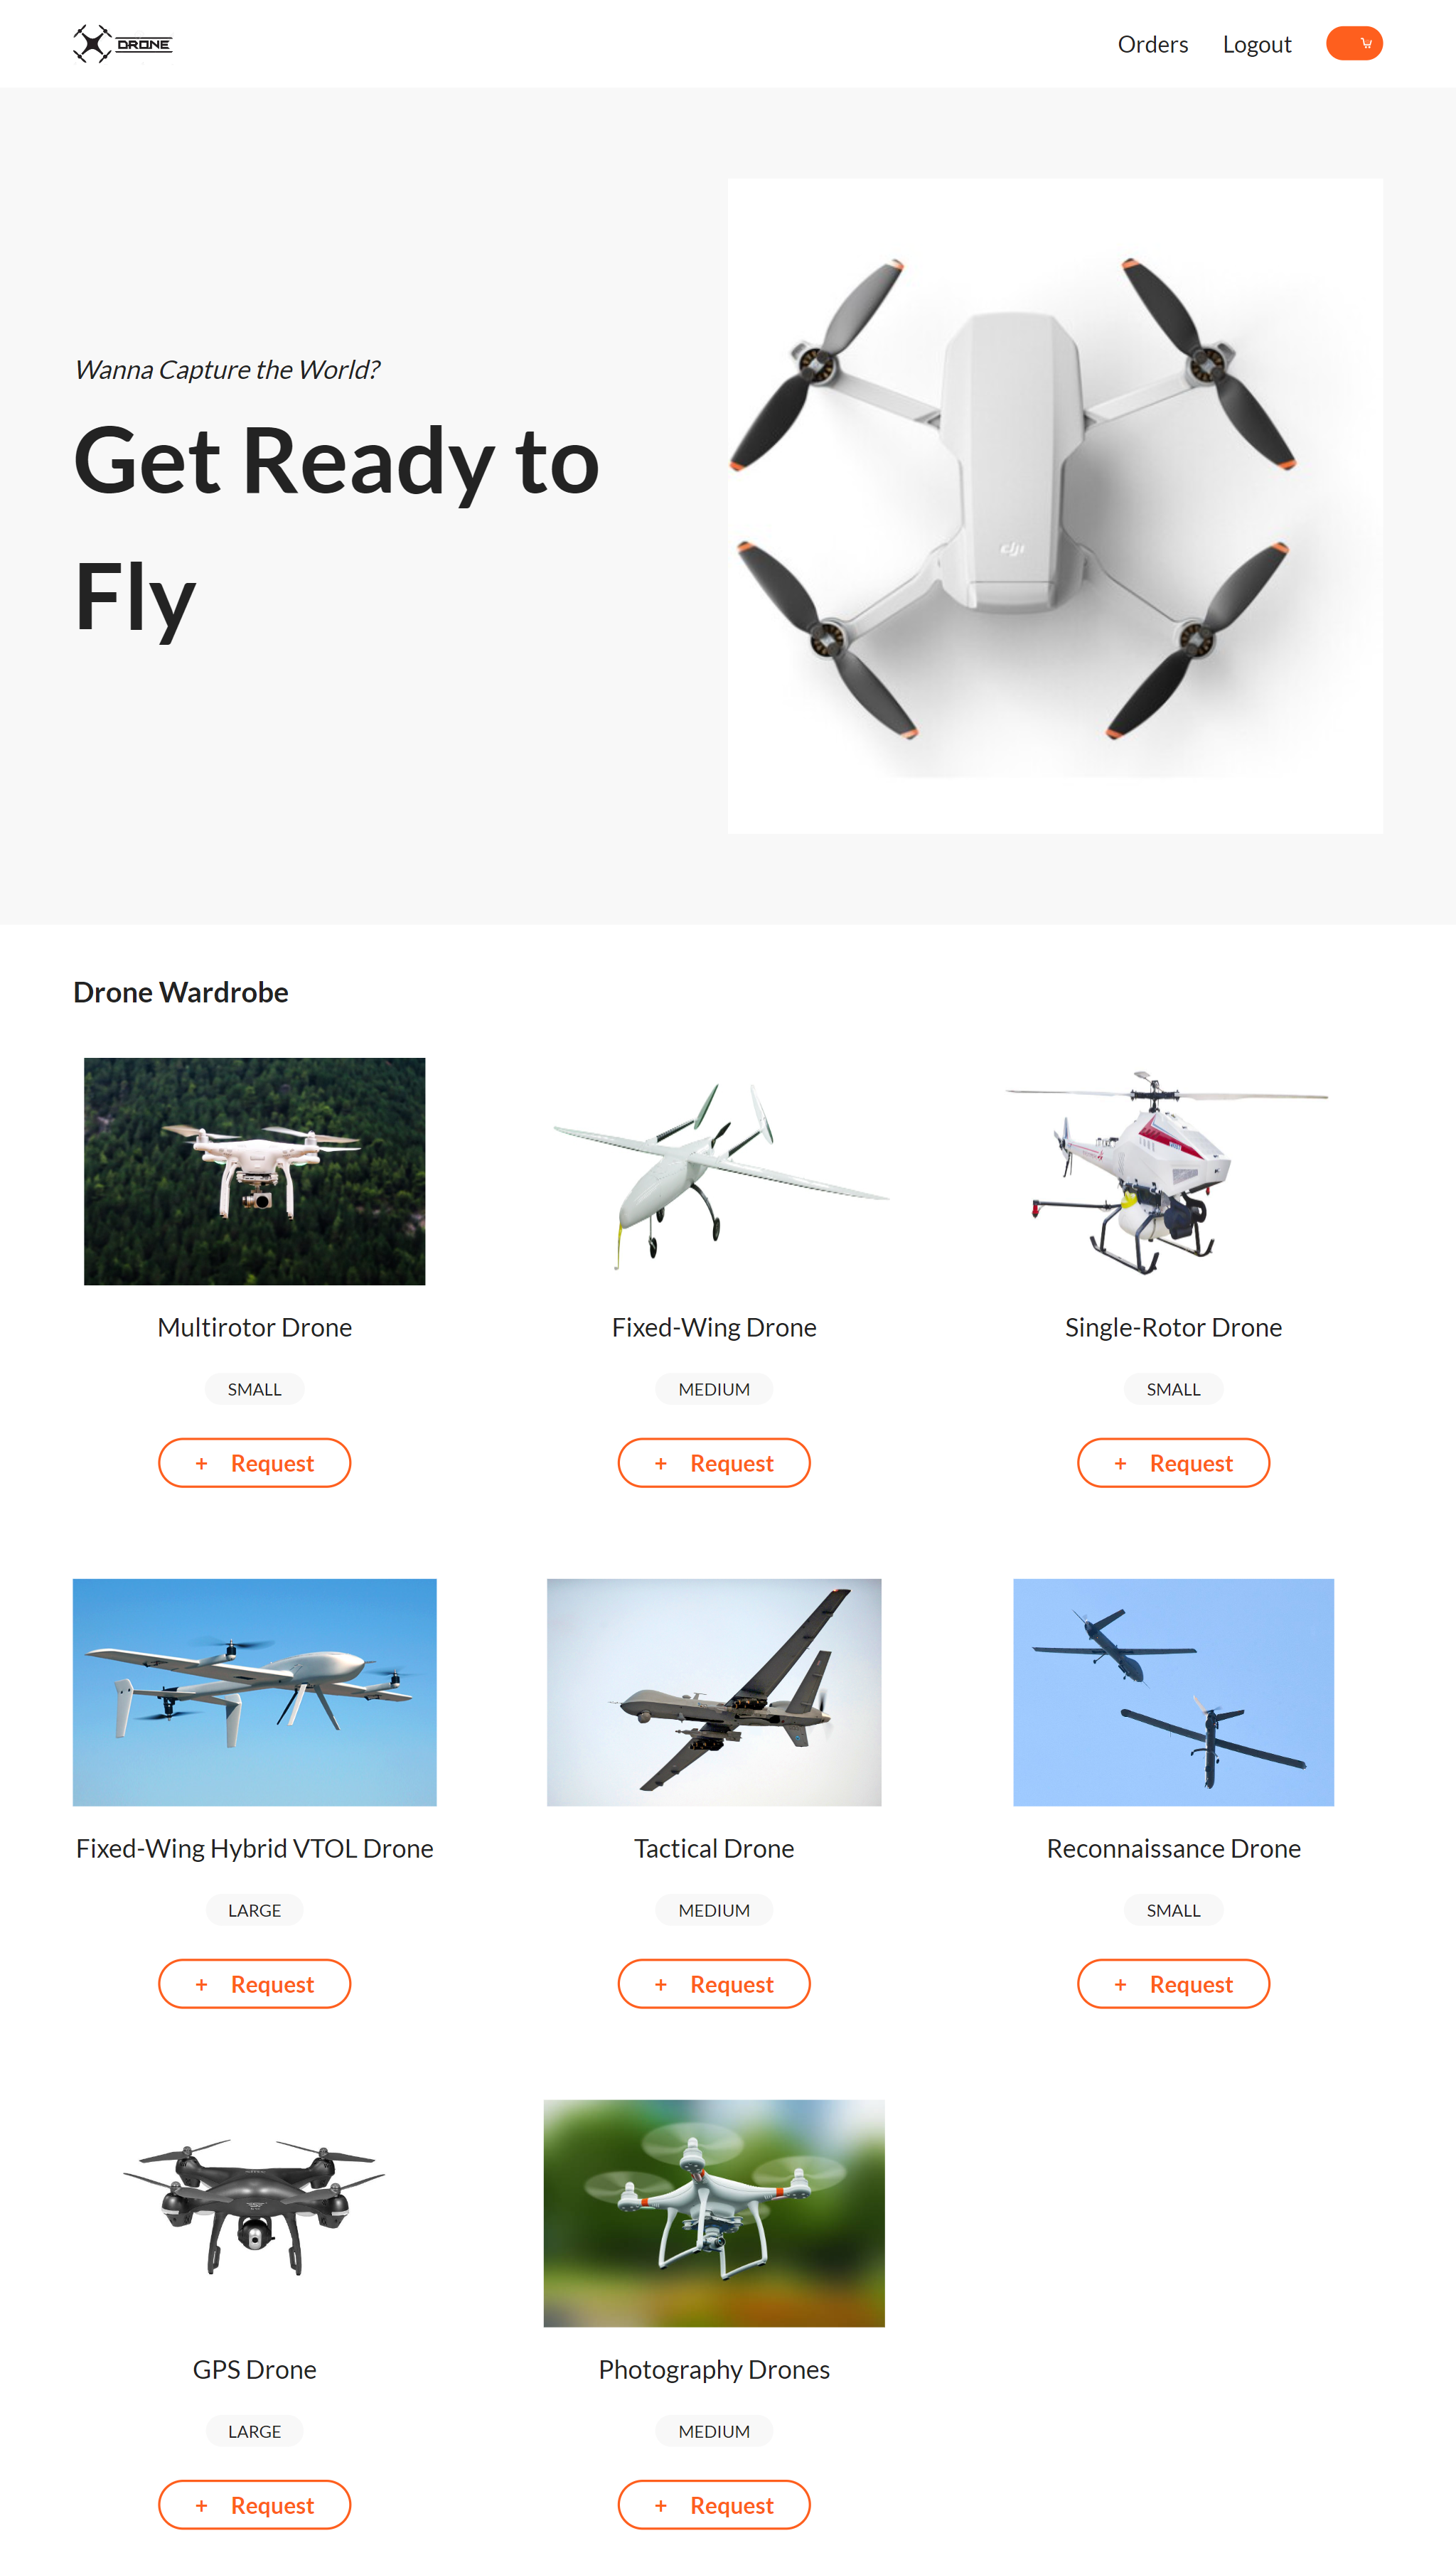 DRONE
Orders
Logout
Wanna Capture the World?
Get Ready to
Fly
dji
Drone Wardrobe
Multirotor Drone
SMALL
+ Request
Fixed-Wing Drone
MEDIUM
+ Request
Single-Rotor Drone
SMALL
+ Request
Fixed-Wing Hybrid VTOL Drone
LARGE
+ Request
Tactical Drone
MEDIUM
+ Request
Reconnaissance Drone
SMALL
+ Request
GPS Drone
LARGE
+ Request
Photography Drones
MEDIUM
+ Request